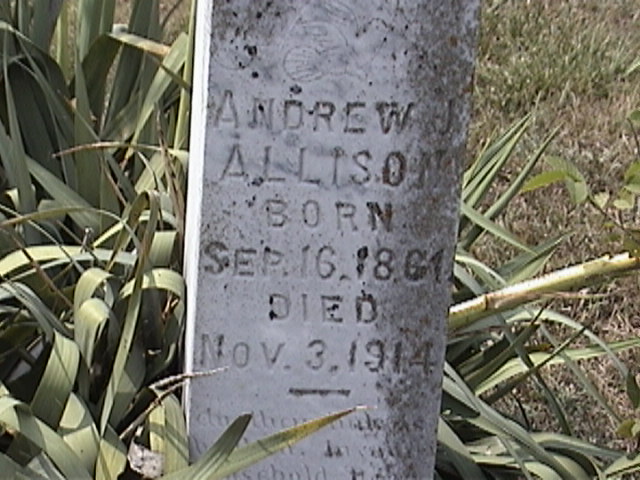 ANDREW J
ALLISON
BORN
SEP. 16, 1861
DIED
NOV. 3, 1914